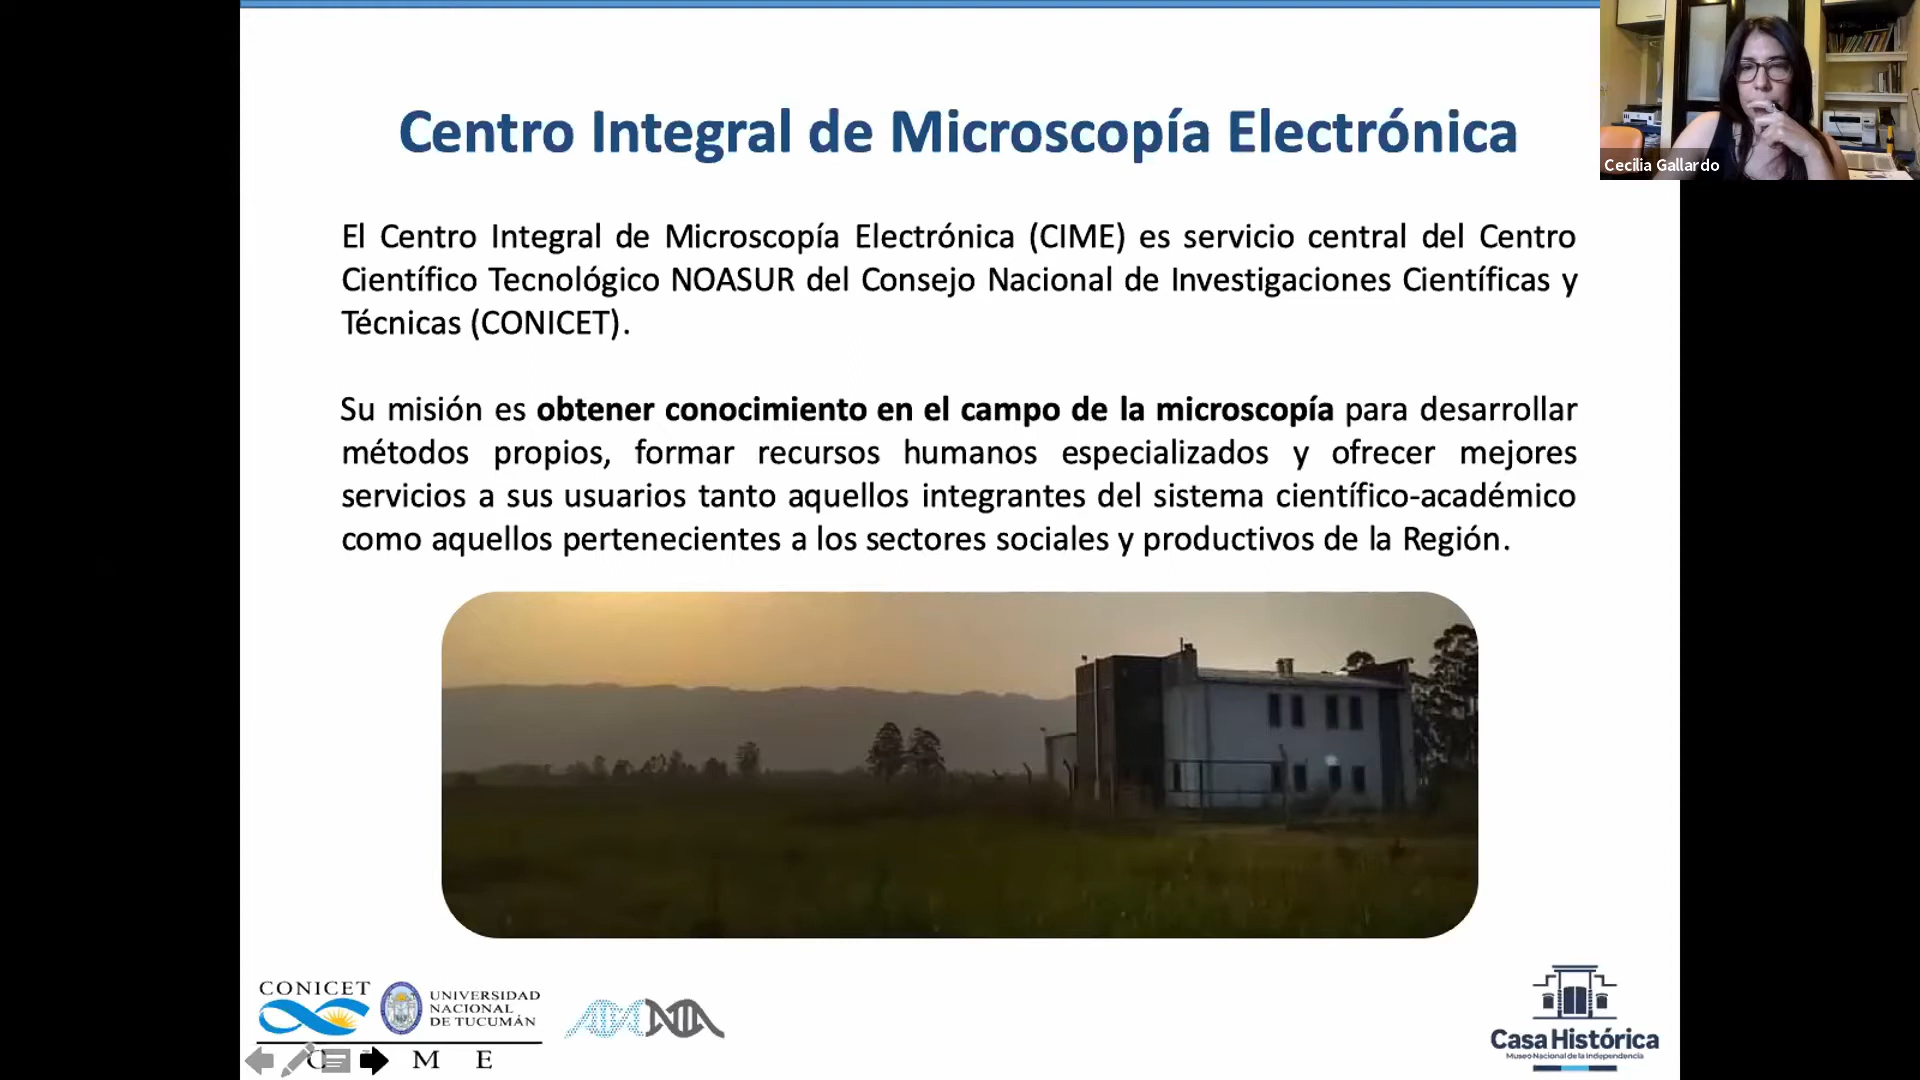 Centro Integral de Microscopía Electrónica
Cecilia Gallardo
El Centro Integral de Microscopía Electrónica (CIME) es servicio central del Centro
Científico Tecnológico NOASUR del Consejo Nacional de Investigaciones Científicas y
Técnicas (CONICET).
Su misión es obtener conocimiento en el campo de la microscopía para desarrollar
métodos propios, formar recursos humanos especializados y ofrecer mejores
servicios a sus usuarios tanto aquellos integrantes del sistema científico-académico
como aquellos pertenecientes a los sectores sociales y productivos de la Región.
CONICET
UNIVERSIDAD
NACIONAL
DE TUCUMÁN
C M E
Casa Histórica
Museo Nacional de la Independencia